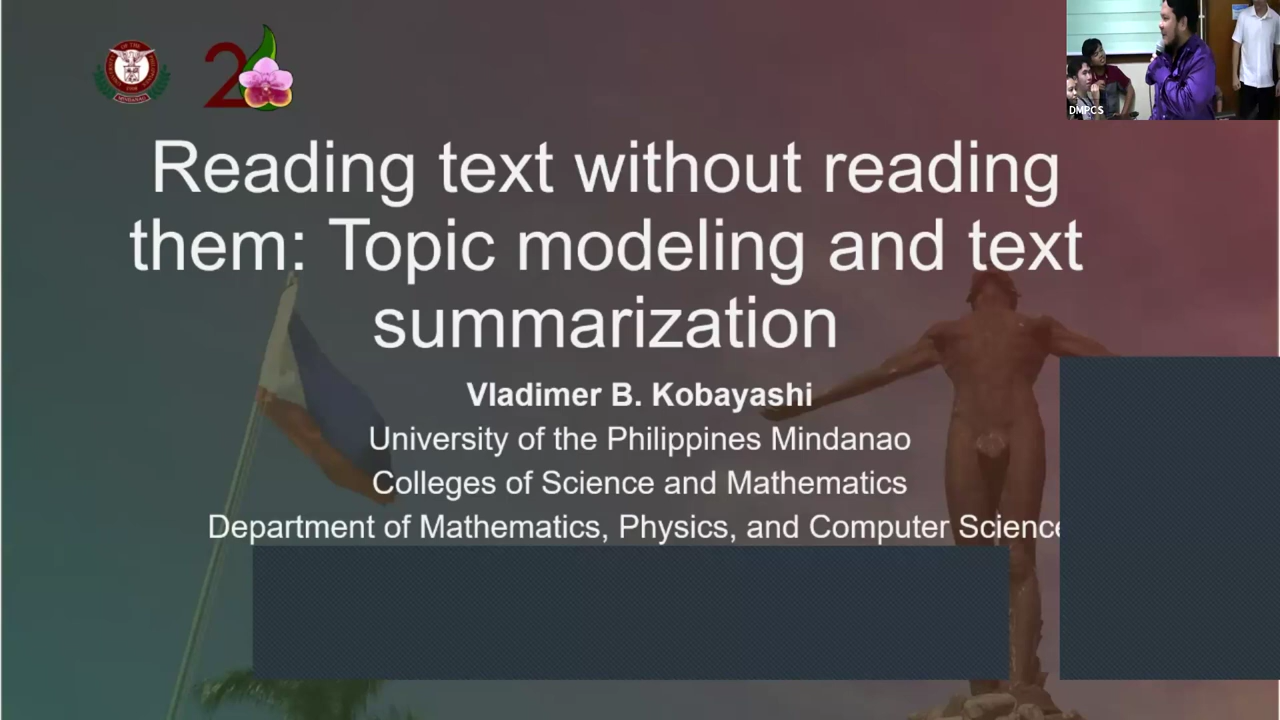 Reading text without reading
them: Topic modeling and text
summarization
Vladimer B. Kobayashi
University of the Philippines Mindanao
Colleges of Science and Mathematics
Department of Mathematics, Physics, and Computer Science
DMPCS